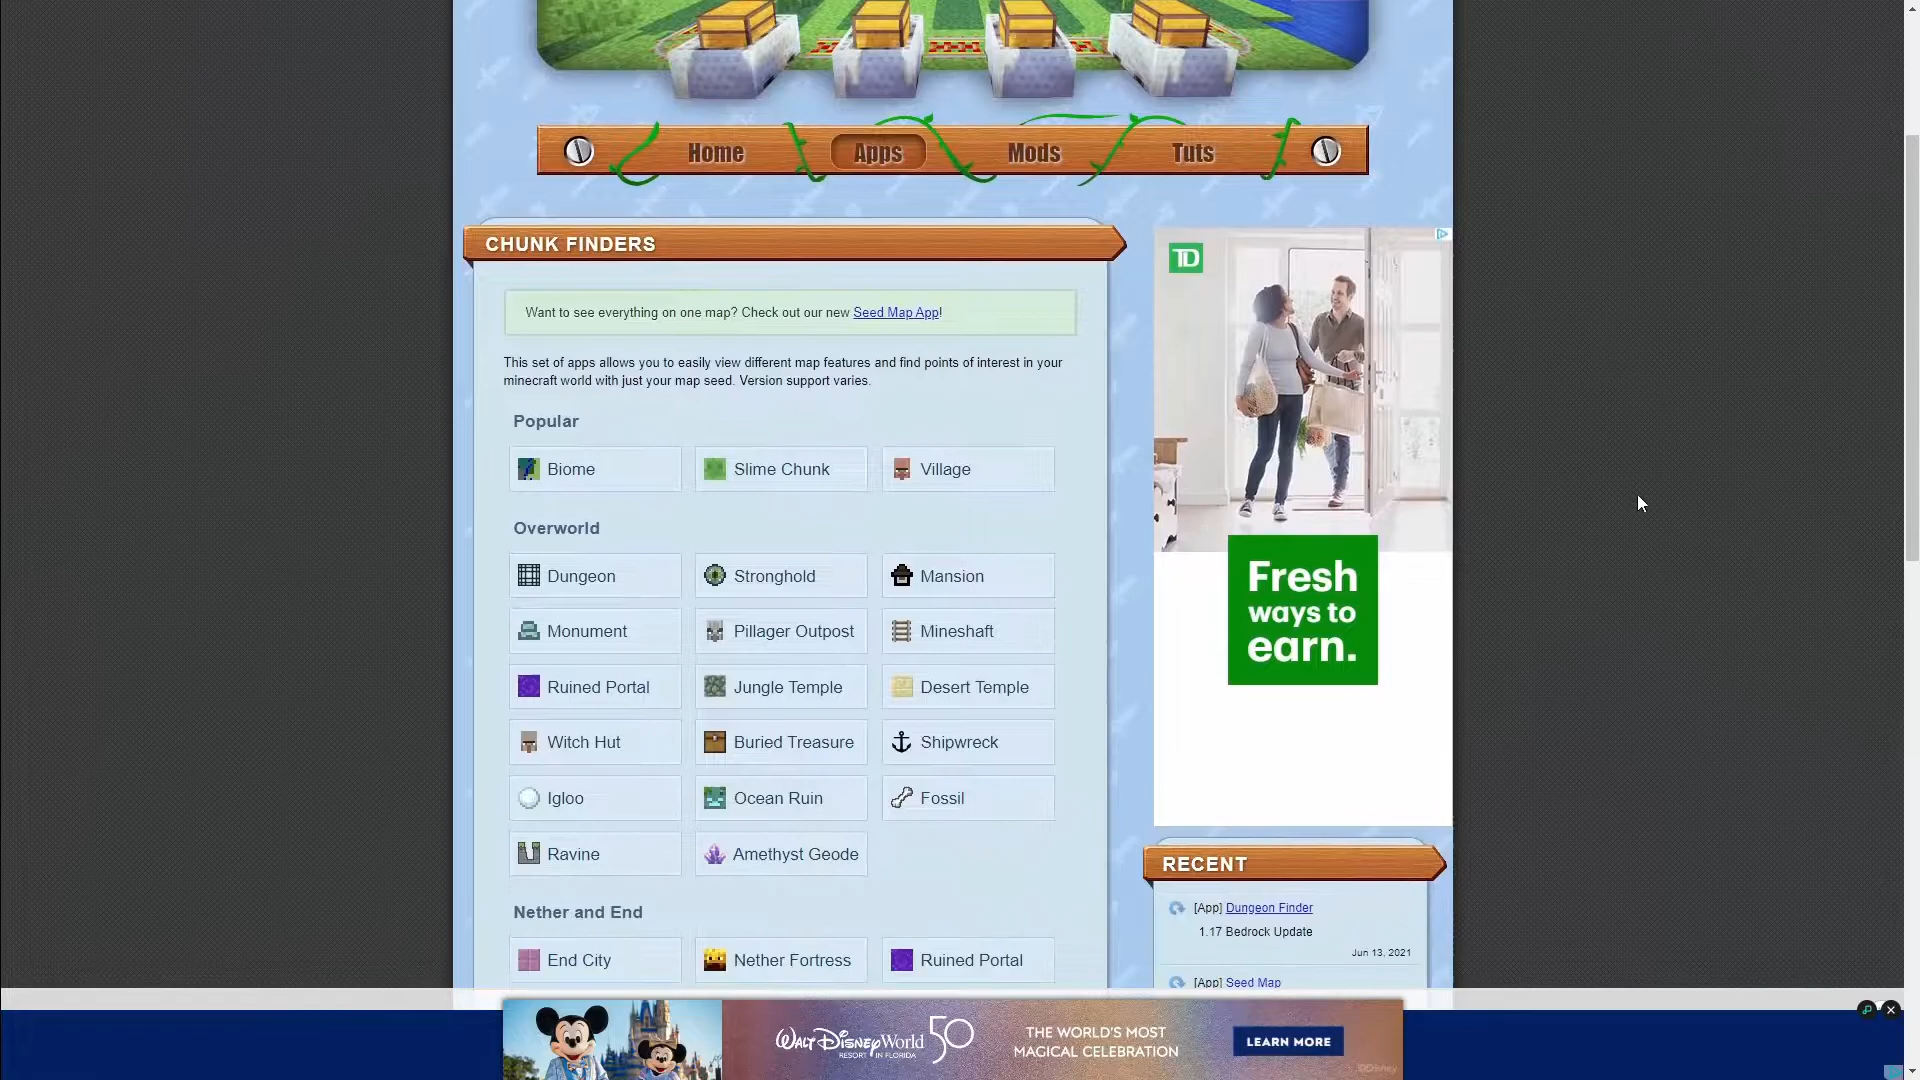 Home
Apps
Mods
Tuts
CHUNK FINDERS
Want to see everything on one map? Check out our new Seed Map App!
This set of apps allows you to easily view different map features and find points of interest in your
minecraft world with just your map seed. Version support varies.
Popular
Biome
Slime Chunk
Village
Overworld
Dungeon
Stronghold
Mansion
Monument
Pillager Outpost
Mineshaft
Ruined Portal
Jungle Temple
Desert Temple
Witch Hut
Buried Treasure
Shipwreck
Igloo
Ocean Ruin
Fossil
Ravine
Amethyst Geode
Nether and End
End City
Nether Fortress
Ruined Portal
TD
Fresh
ways to
earn.
RECENT
[App] Dungeon Finder
1.17 Bedrock Update
Jun 13, 2021
[App] Seed Map
Walt Disney World
RESORT IN FLORIDA
50
THE WORLD'S MOST
MAGICAL CELEBRATION
LEARN MORE
©Disney